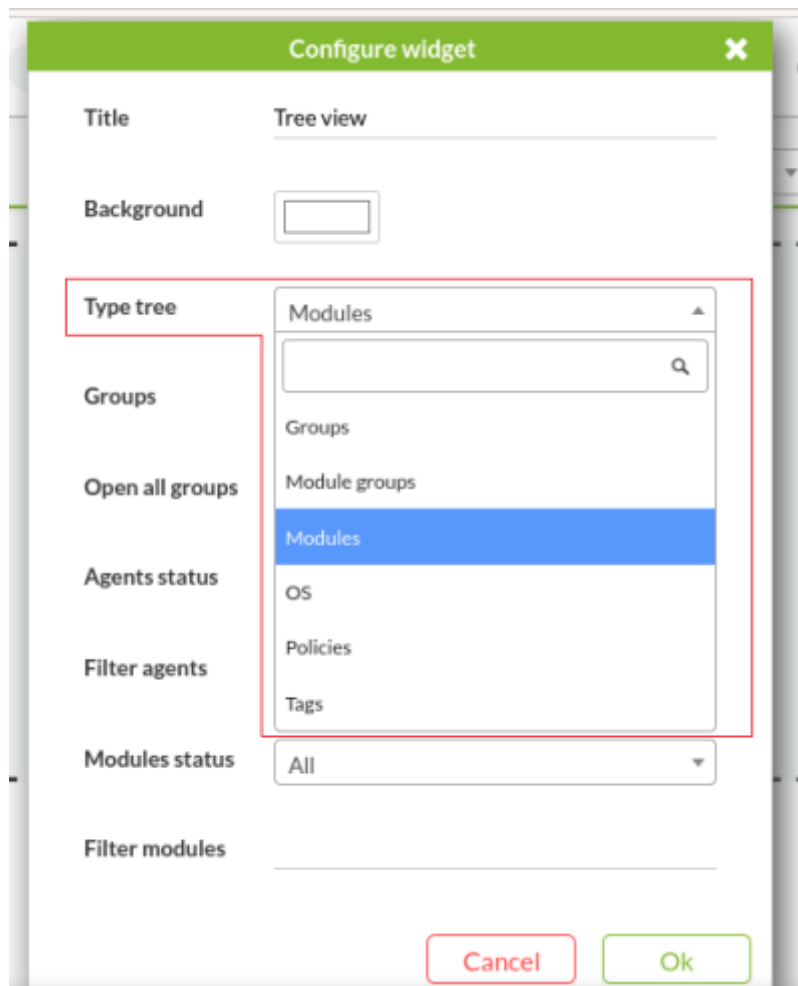 Configure widget
Title Tree view
Background
Type tree Modules
Groups
Groups
Module groups
Open all groups
Modules
Agents status
OS
Policies
Filter agents
Tags
Modules status All
Filter modules
Cancel Ok